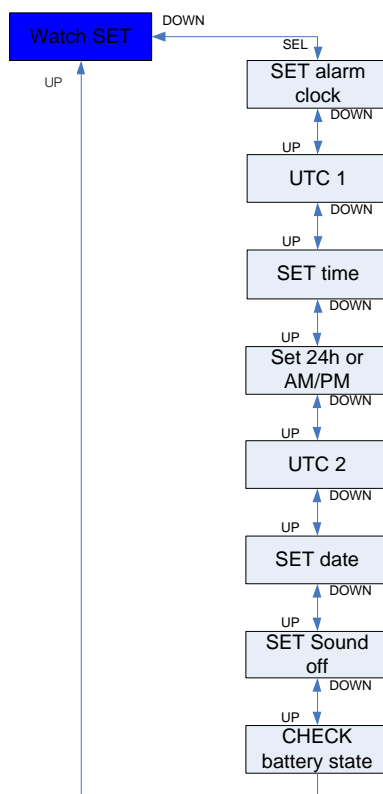 DOWN
Watch SET
SEL
UP
SET alarm
clock
DOWN
UP
UTC 1
DOWN
UP
SET time
DOWN
UP
Set 24h or
AM/PM
DOWN
UP
UTC 2
DOWN
UP
SET date
DOWN
UP
SET Sound
off
DOWN
UP
CHECK
battery state